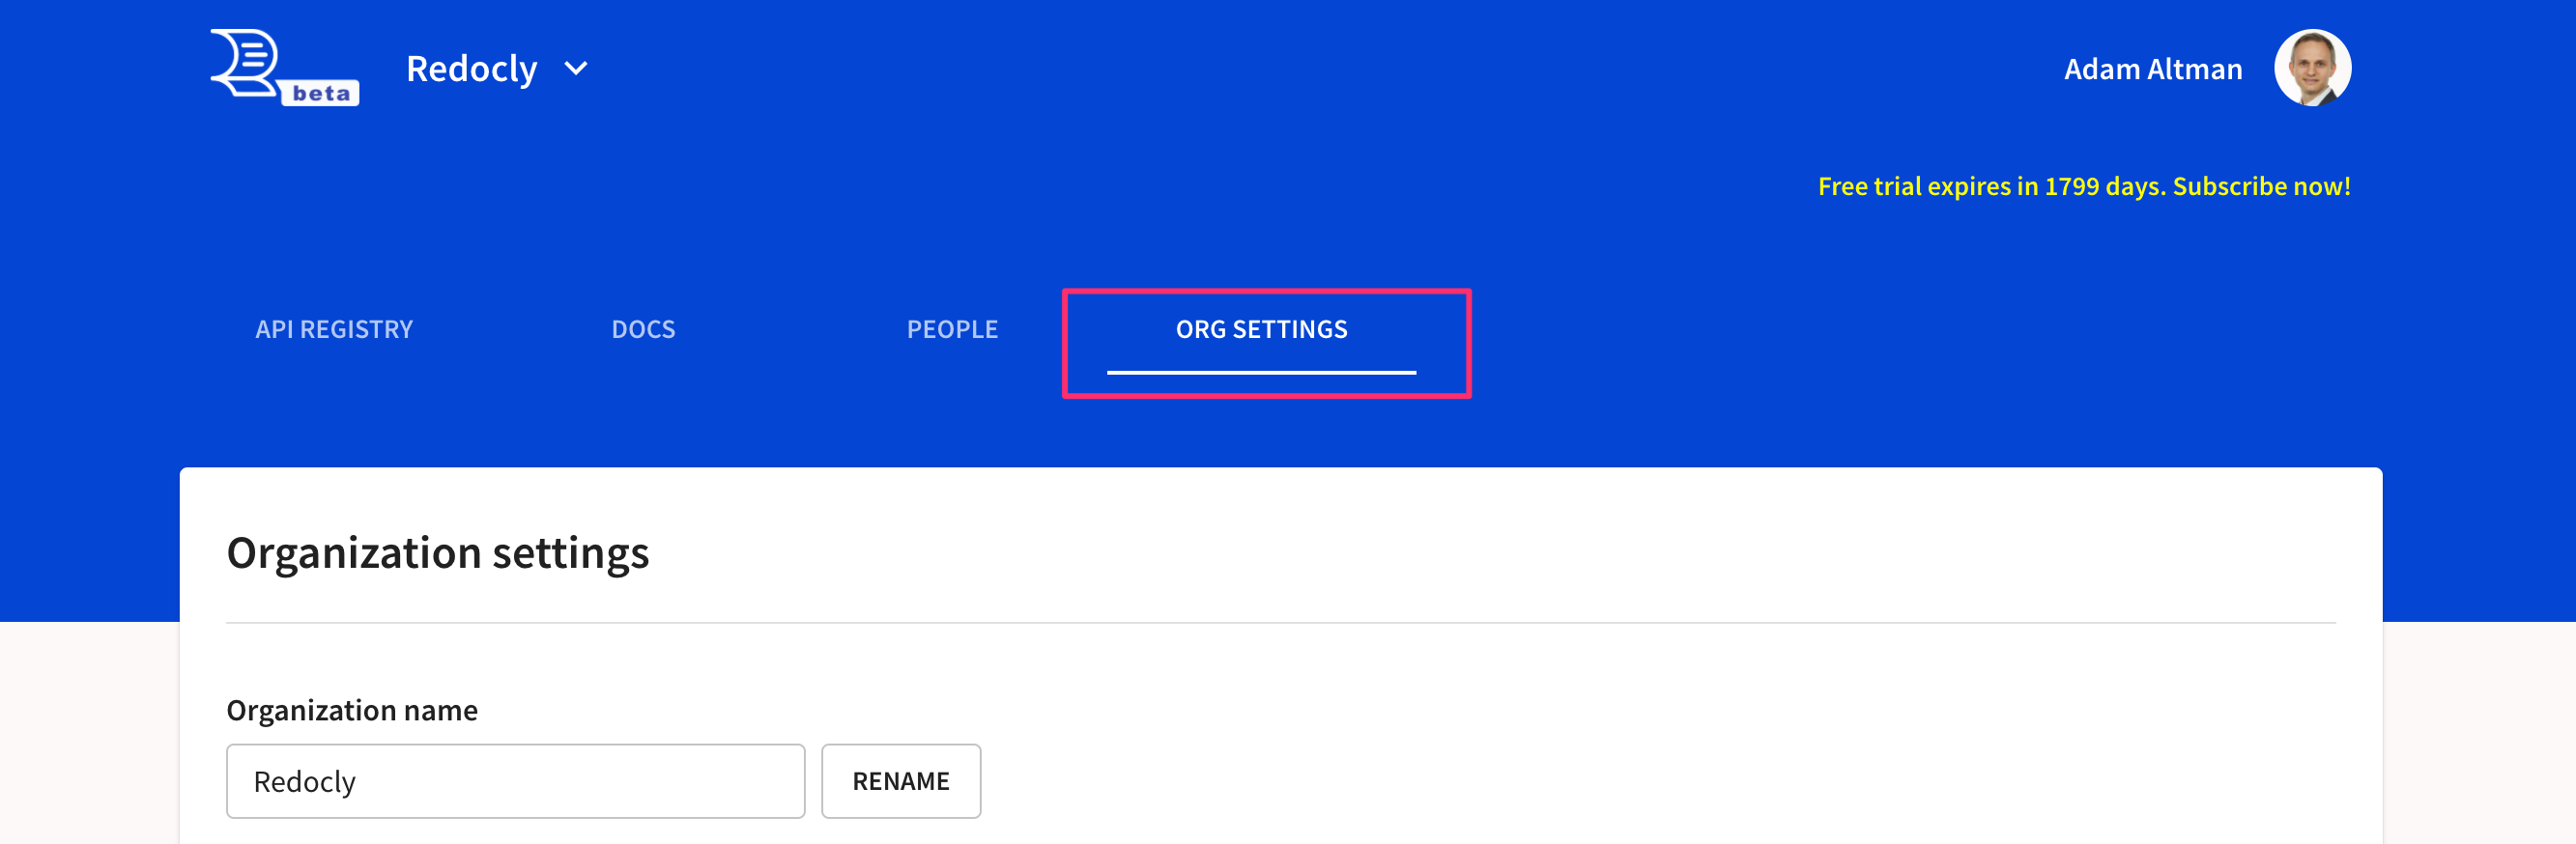 beta
Redocly
Adam Altman
Free trial expires in 1799 days. Subscribe now!
API REGISTRY
DOCS
PEOPLE
ORG SETTINGS
Organization settings
Organization name
Redocly
RENAME